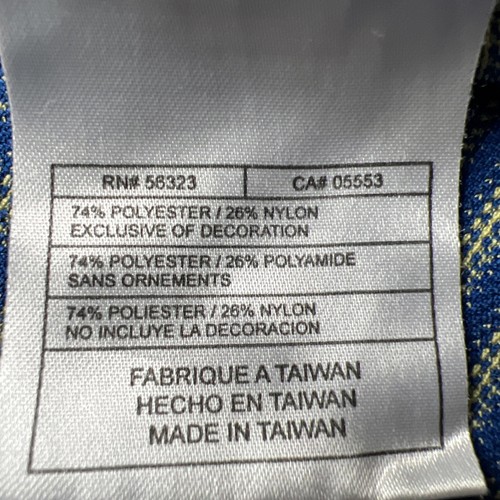 RN# 56323 CA# 05553
74% POLYESTER / 26% NYLON
EXCLUSIVE OF DECORATION
74% POLYESTER / 26% POLYAMIDE
SANS ORNEMENTS
74% POLIESTER / 26% NYLON
NO INCLUYE LA DECORACION
FABRIQUE A TAIWAN
HECHO EN TAIWAN
MADE IN TAIWAN